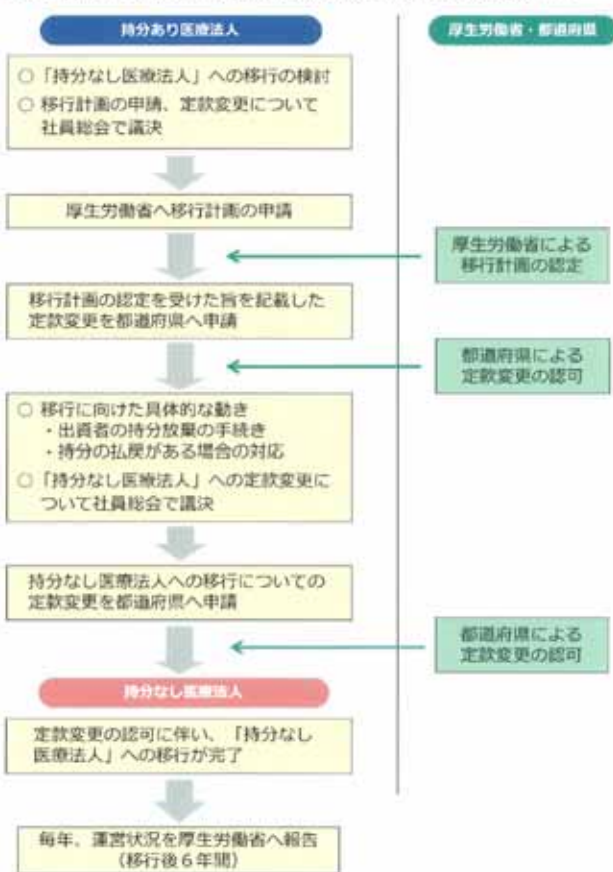 持分あり医療法人
厚生労働省・都道府県
○「持分なし医療法人」への移行の検討
○ 移行計画の申請、定款変更について
社員総会で議決
厚生労働省へ移行計画の申請
厚生労働省による
移行計画の認定
移行計画の認定を受けた旨を記載した
定款変更を都道府県へ申請
都道府県による
定款変更の認可
○ 移行に向けた具体的な動き
・出資者の持分放棄の手続き
・持分の払戻がある場合の対応
○「持分なし医療法人」への定款変更に
ついて社員総会で議決
持分なし医療法人への移行についての
定款変更を都道府県へ申請
都道府県による
定款変更の認可
持分なし医療法人
定款変更の認可に伴い、「持分なし
医療法人」への移行が完了
毎年、運営状況を厚生労働省へ報告
(移行後6年間)